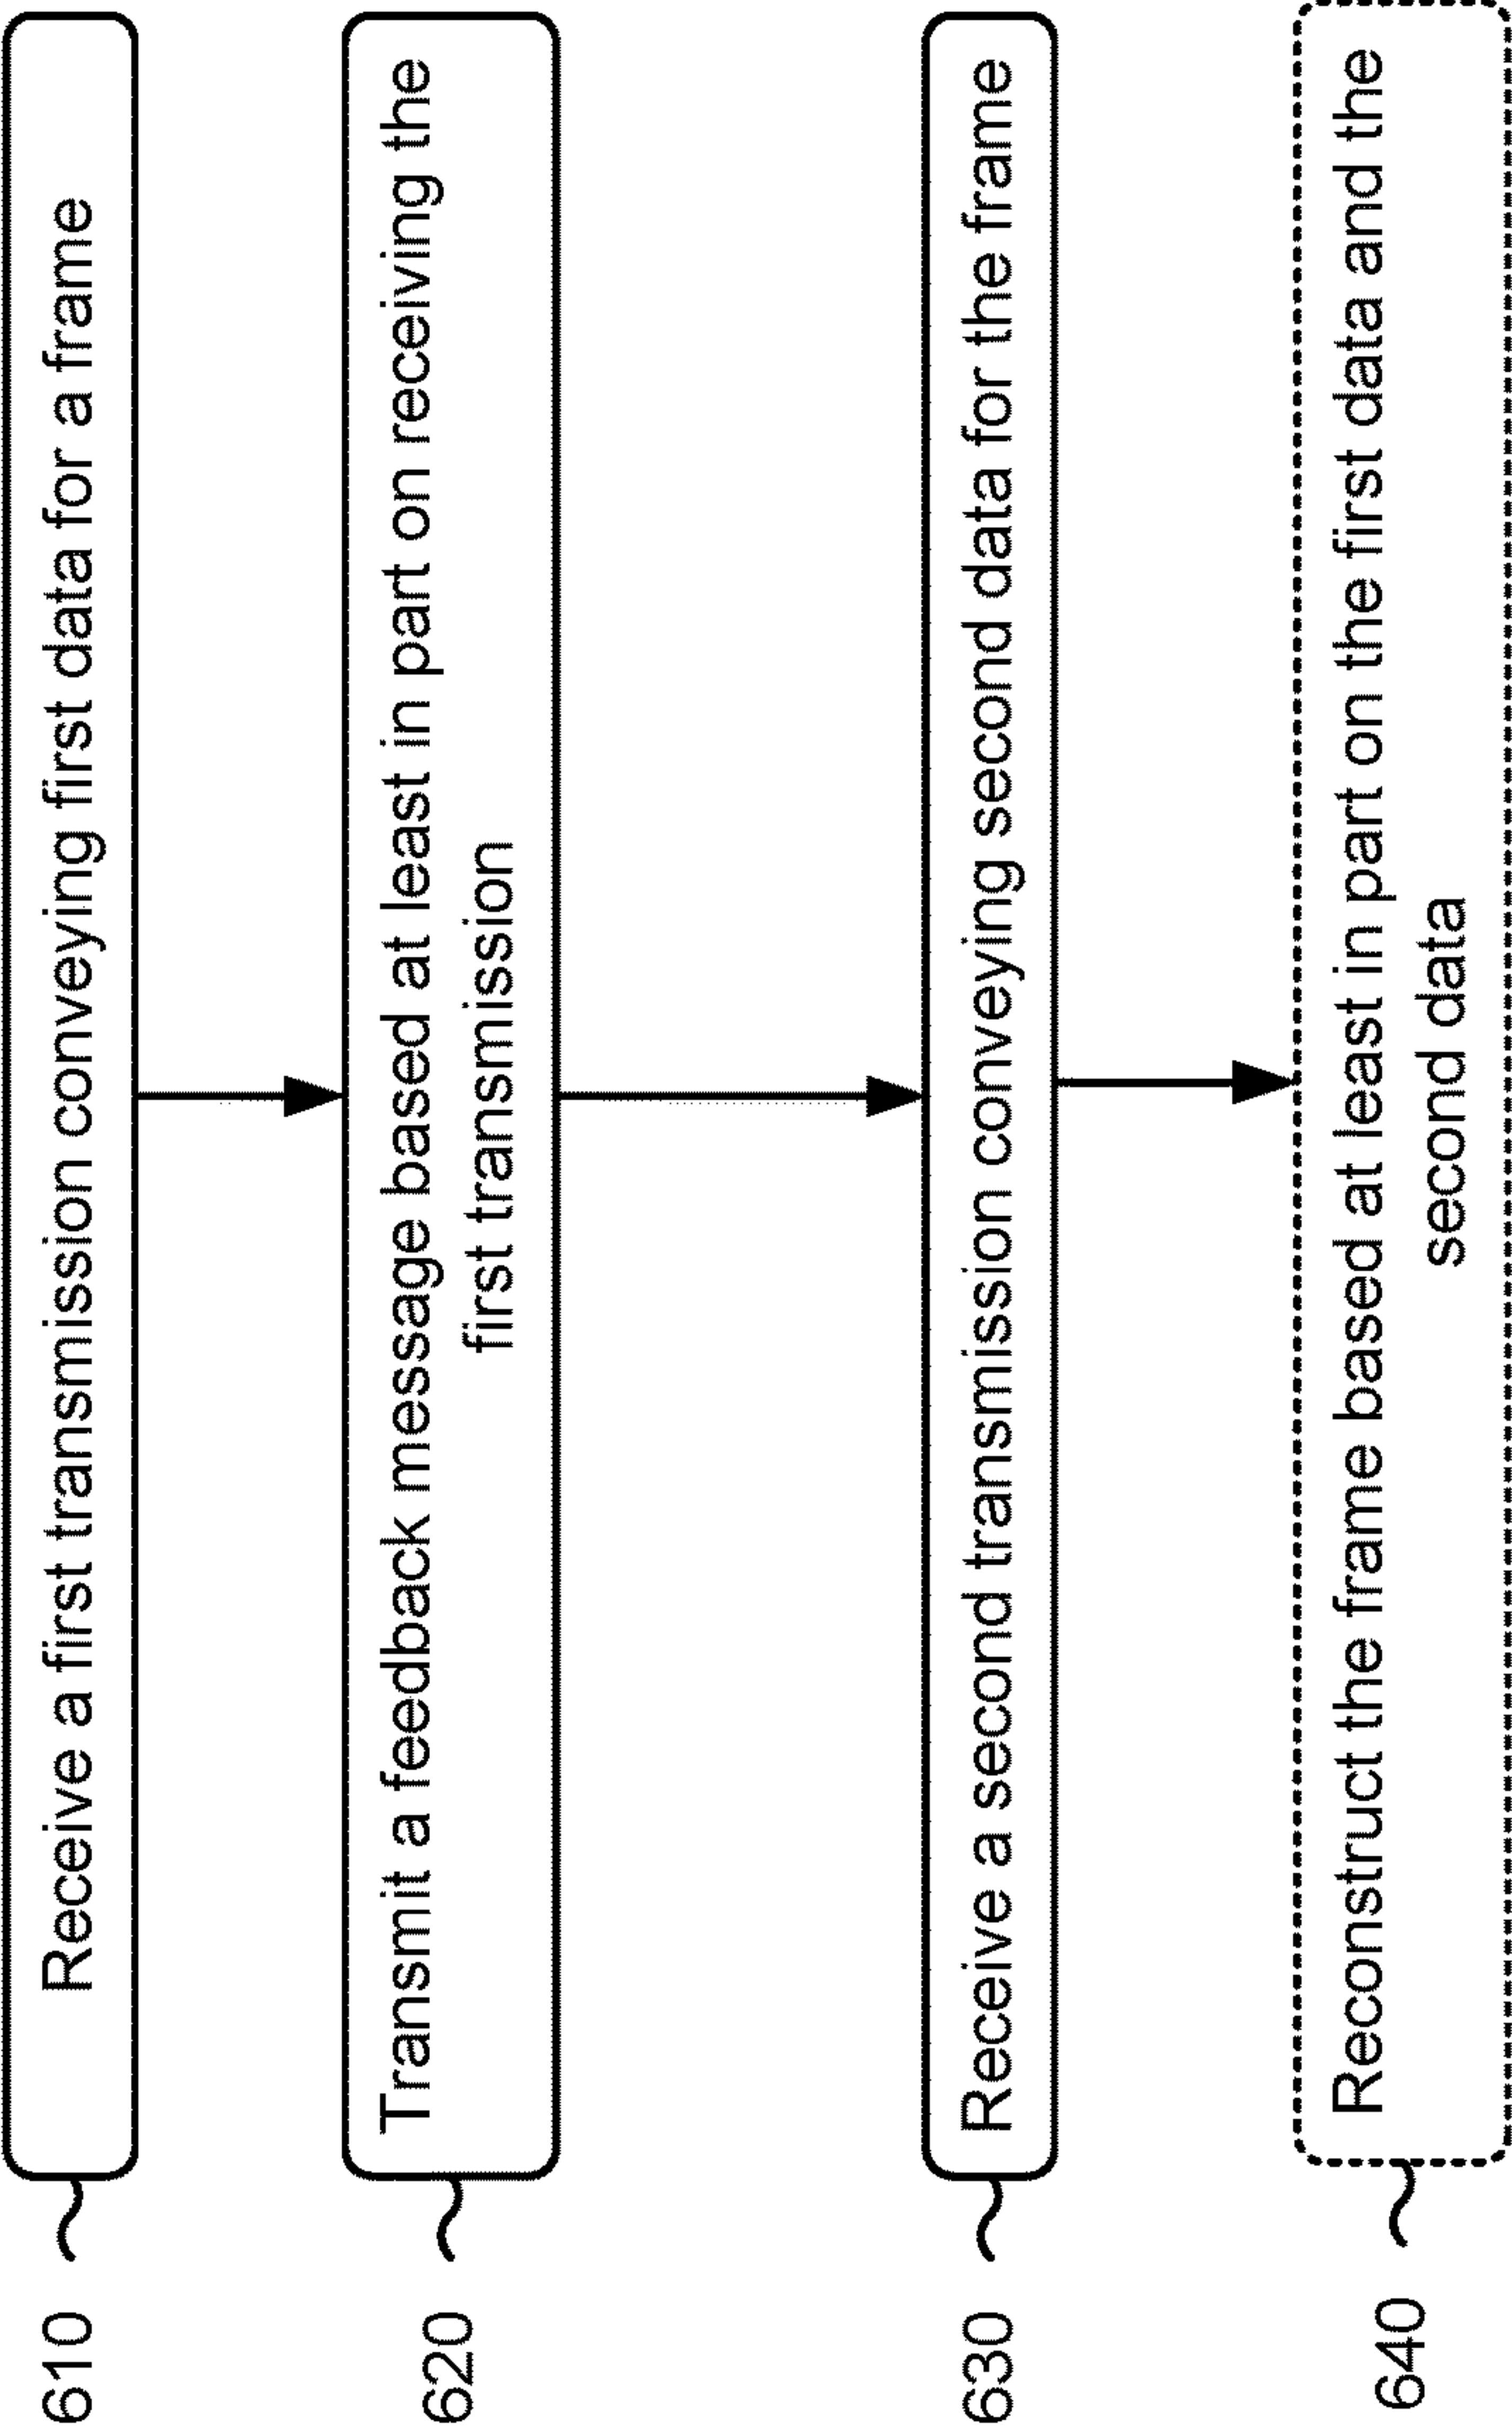 610
Receive a first transmission conveying first data for a frame
620
Transmit a feedback message based at least in part on receiving the
first transmission
630
Receive a second transmission conveying second data for the frame
640
Reconstruct the frame based at least in part on the first data and the
second data